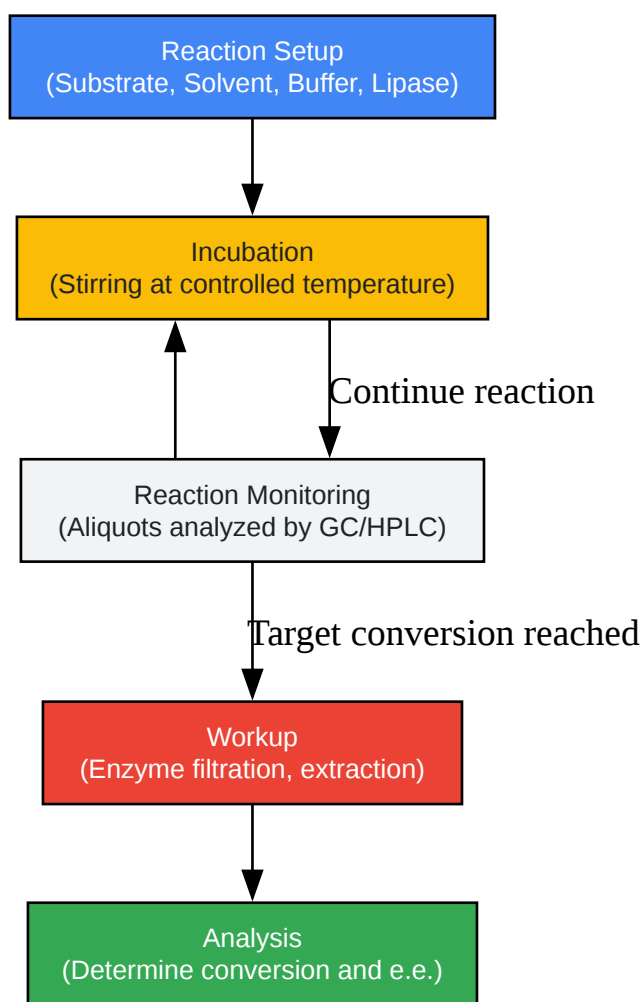 Reaction Setup
(Substrate, Solvent, Buffer, Lipase)
Incubation
(Stirring at controlled temperature)
Continue reaction
Reaction Monitoring
(Aliquots analyzed by GC/HPLC)
Target conversion reached
Workup
(Enzyme filtration, extraction)
Analysis
(Determine conversion and e.e.)